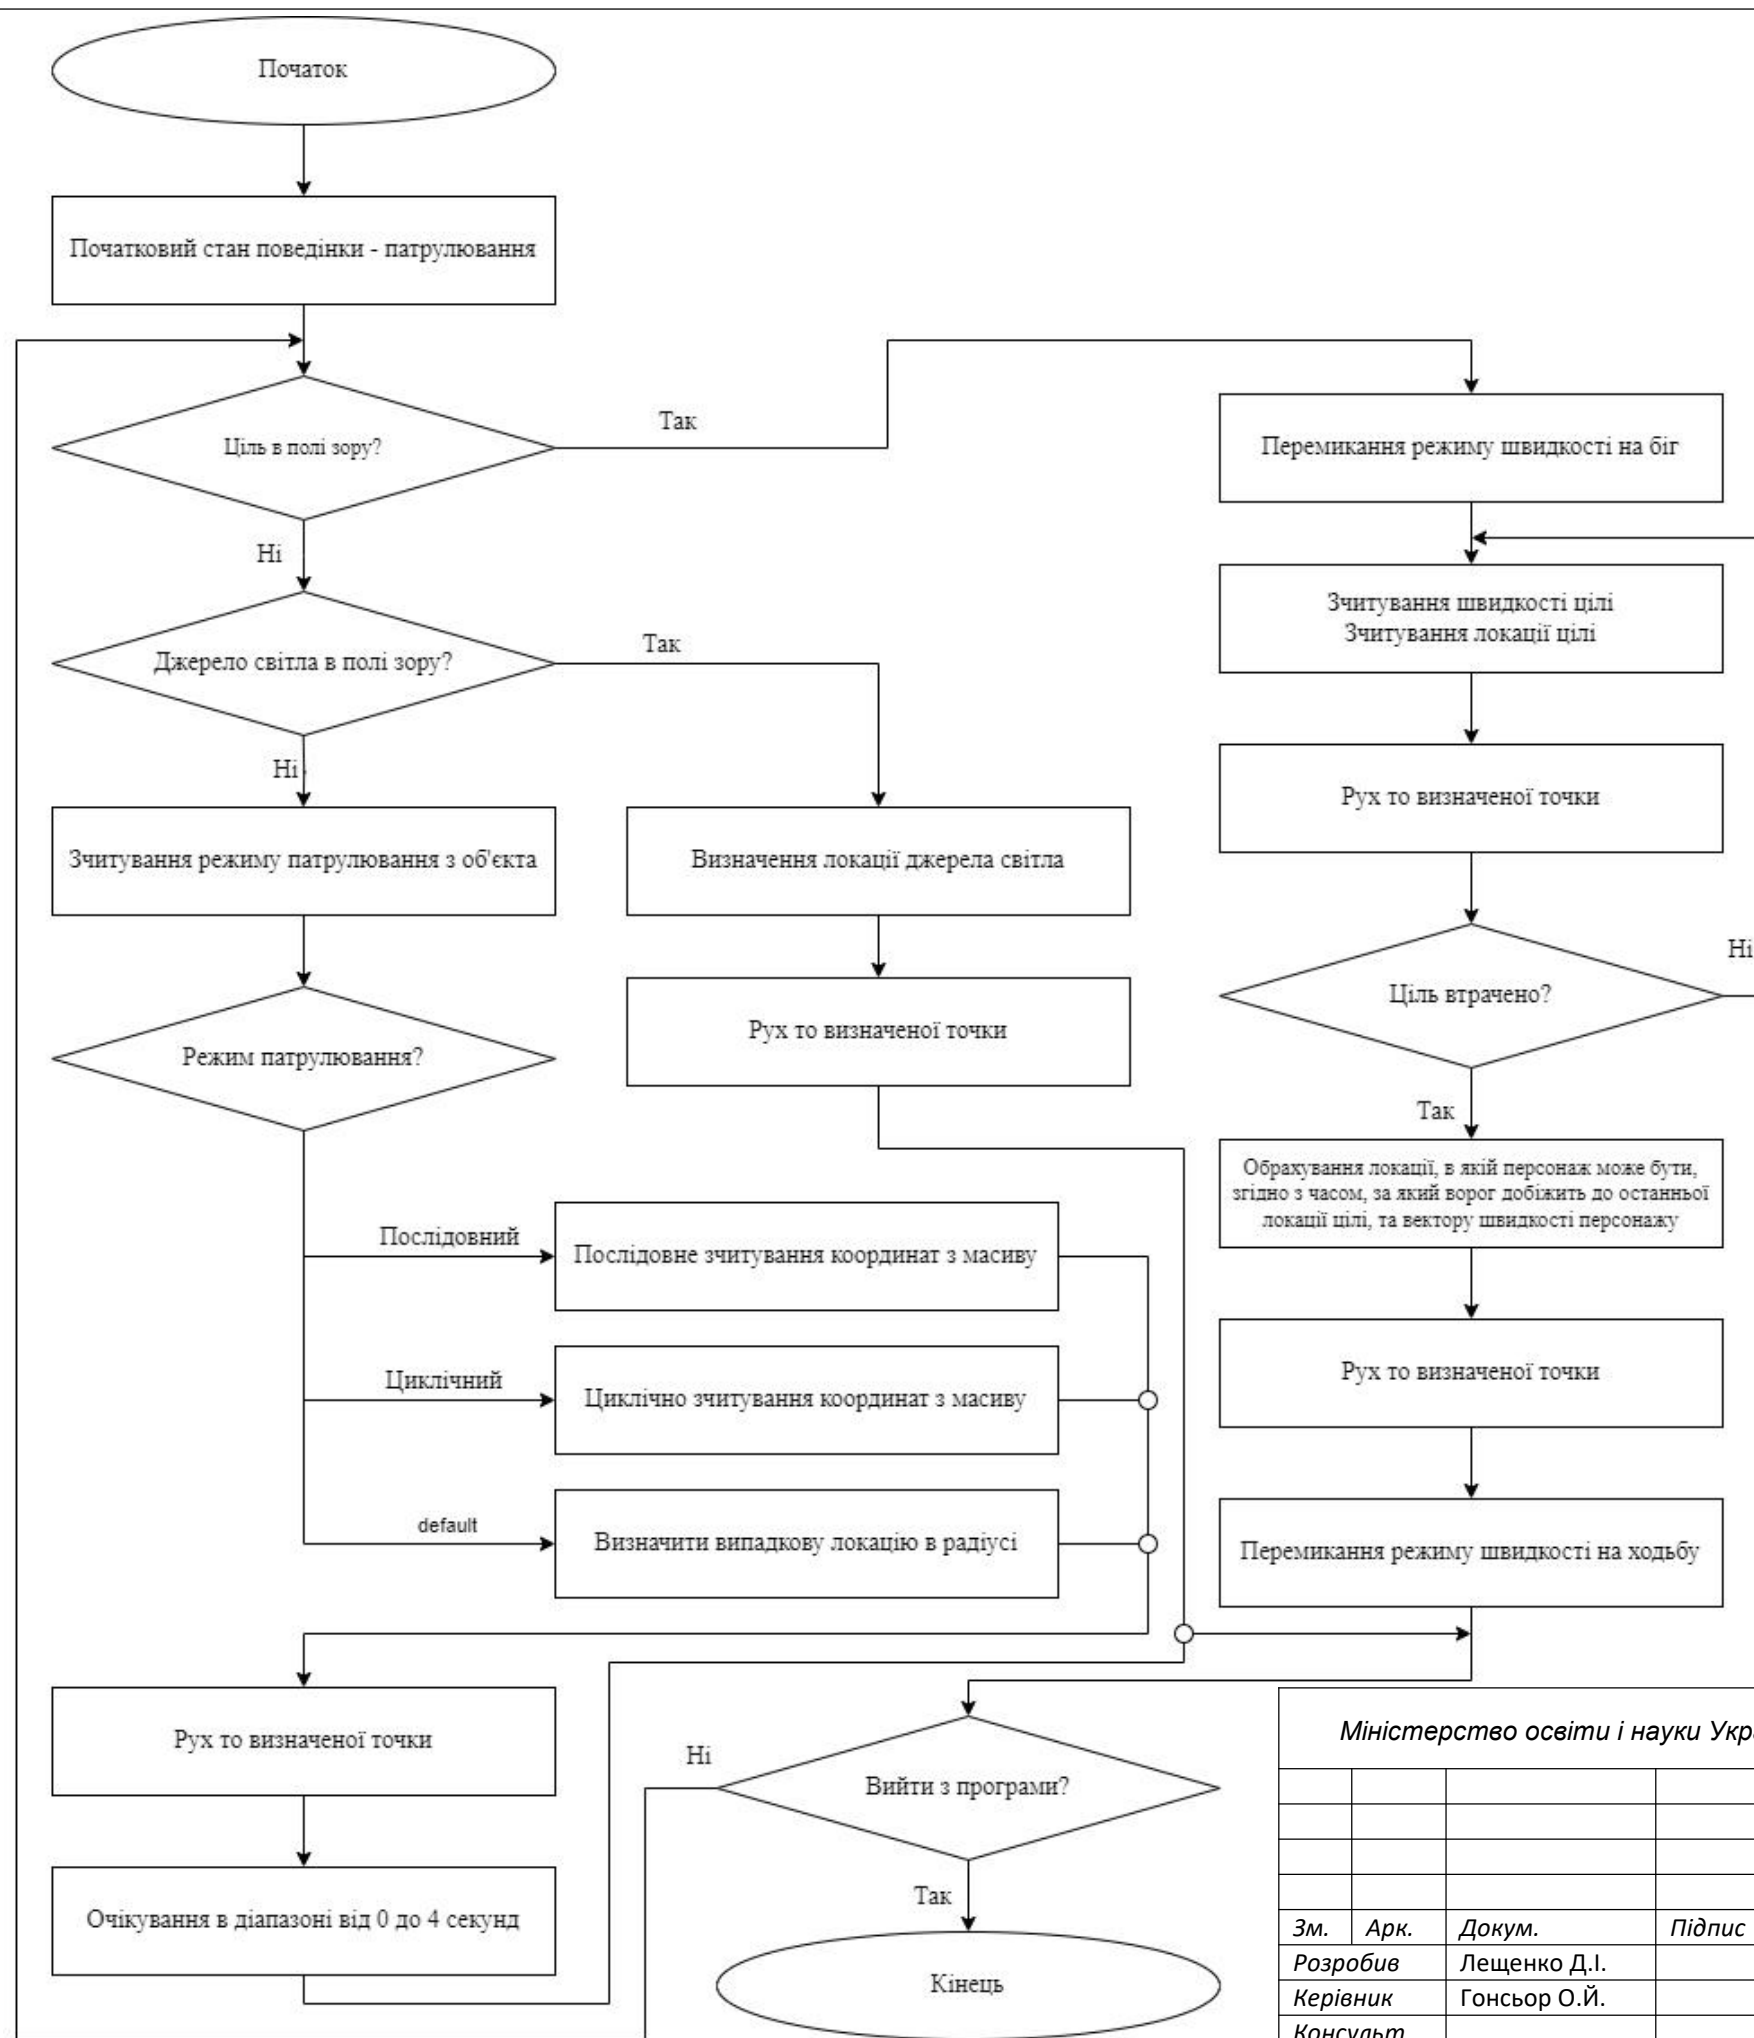 Початок
Початковий стан поведінки - патрулювання
Ціль в полі зору?
Так
Ні
Джерело світла в полі зору?
Так
Ні
Зчитування режиму патрулювання з об'єкта
Режим патрулювання?
Послідовний
Послідовне зчитування координат з масиву
Циклічний
Циклічно зчитування координат з масиву
default
Визначити випадкову локацію в радіусі
Рух то визначеної точки
Очікування в діапазоні від 0 до 4 секунд
Визначення локації джерела світла
Рух то визначеної точки
Перемикання режиму швидкості на біг
Зчитування швидкості цілі
Зчитування локації цілі
Рух то визначеної точки
Ціль втрачено?
Ні
Так
Обрахування локації, в якій персонаж може бути,
згідно з часом, за який ворог добіжить до останньої
локації цілі, та вектору швидкості персонажу
Рух то визначеної точки
Перемикання режиму швидкості на ходьбу
Вийти з програми?
Ні
Так
Кінець
Міністерство освіти і науки Укра
Зм. Арк. Докум. Підпис
Розробив Лещенко Д.І.
Керівник Гонсьор О.Й.
Консульт